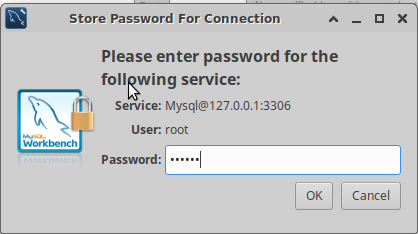 Store Password For Connection
Please enter password for the
following service:
Service: Mysql@127.0.0.1:3306
User: root
MySQL
Workbench
Password: ••••••
OK Cancel